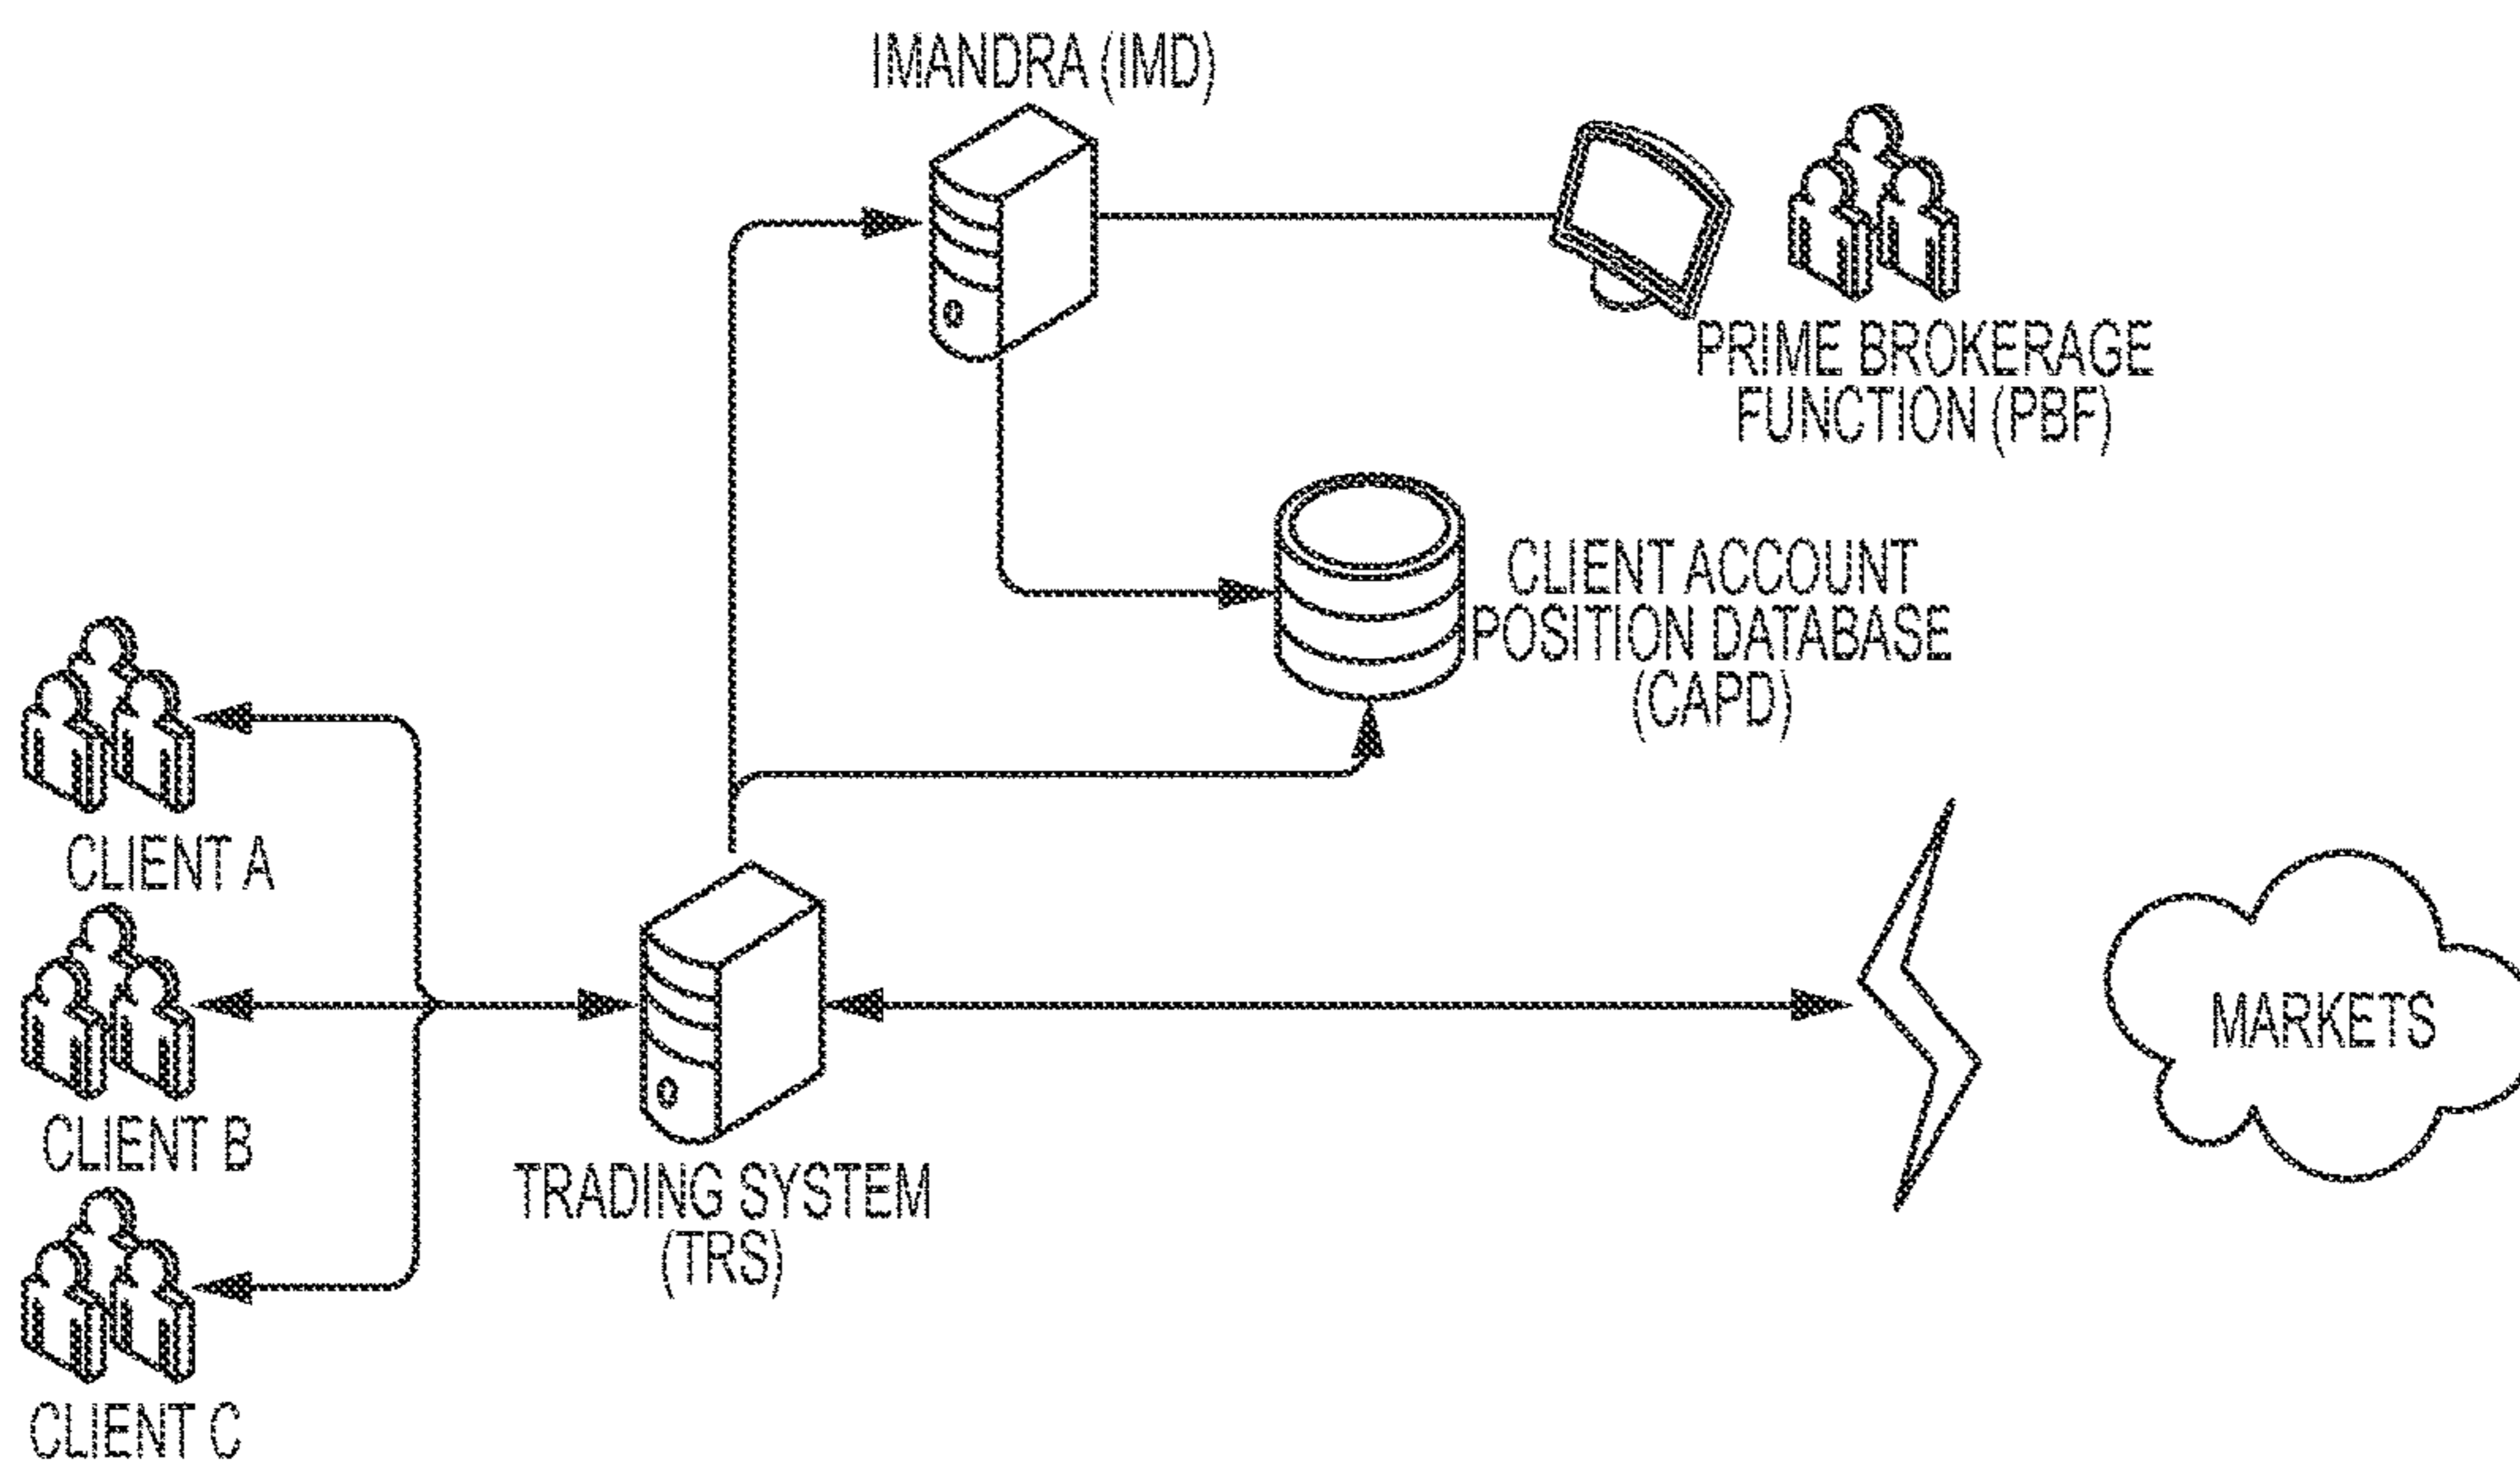 IMANDRA (IMD)
PRIME BROKERAGE
FUNCTION (PBF)
CLIENT ACCOUNT
POSITION DATABASE
(CAPD)
CLIENT A
CLIENT B
CLIENT C
TRADING SYSTEM
(TRS)
MARKETS